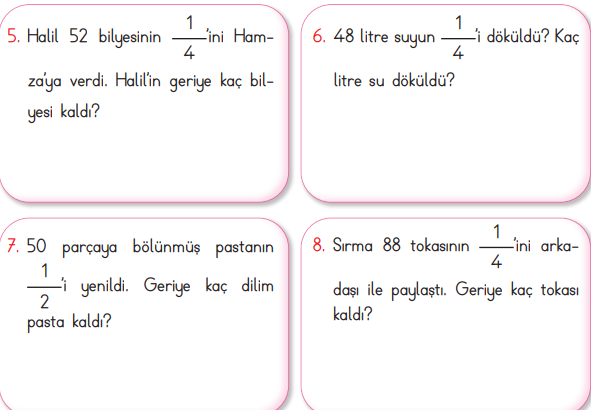 5. Halil 52 bilyesinin 1/4'ini Ham-
za'ya verdi. Halil'in geriye kaç bil-
yesi kaldı?
6. 48 litre suyun 1/4'i döküldü? Kaç
litre su döküldü?
7. 50 parçaya bölünmüş pastanın
1/2'i yenildi. Geriye kaç dilim
pasta kaldı?
8. Sırma 88 tokasının 1/4'ini arka-
daşı ile paylaştı. Geriye kaç tokası
kaldı?